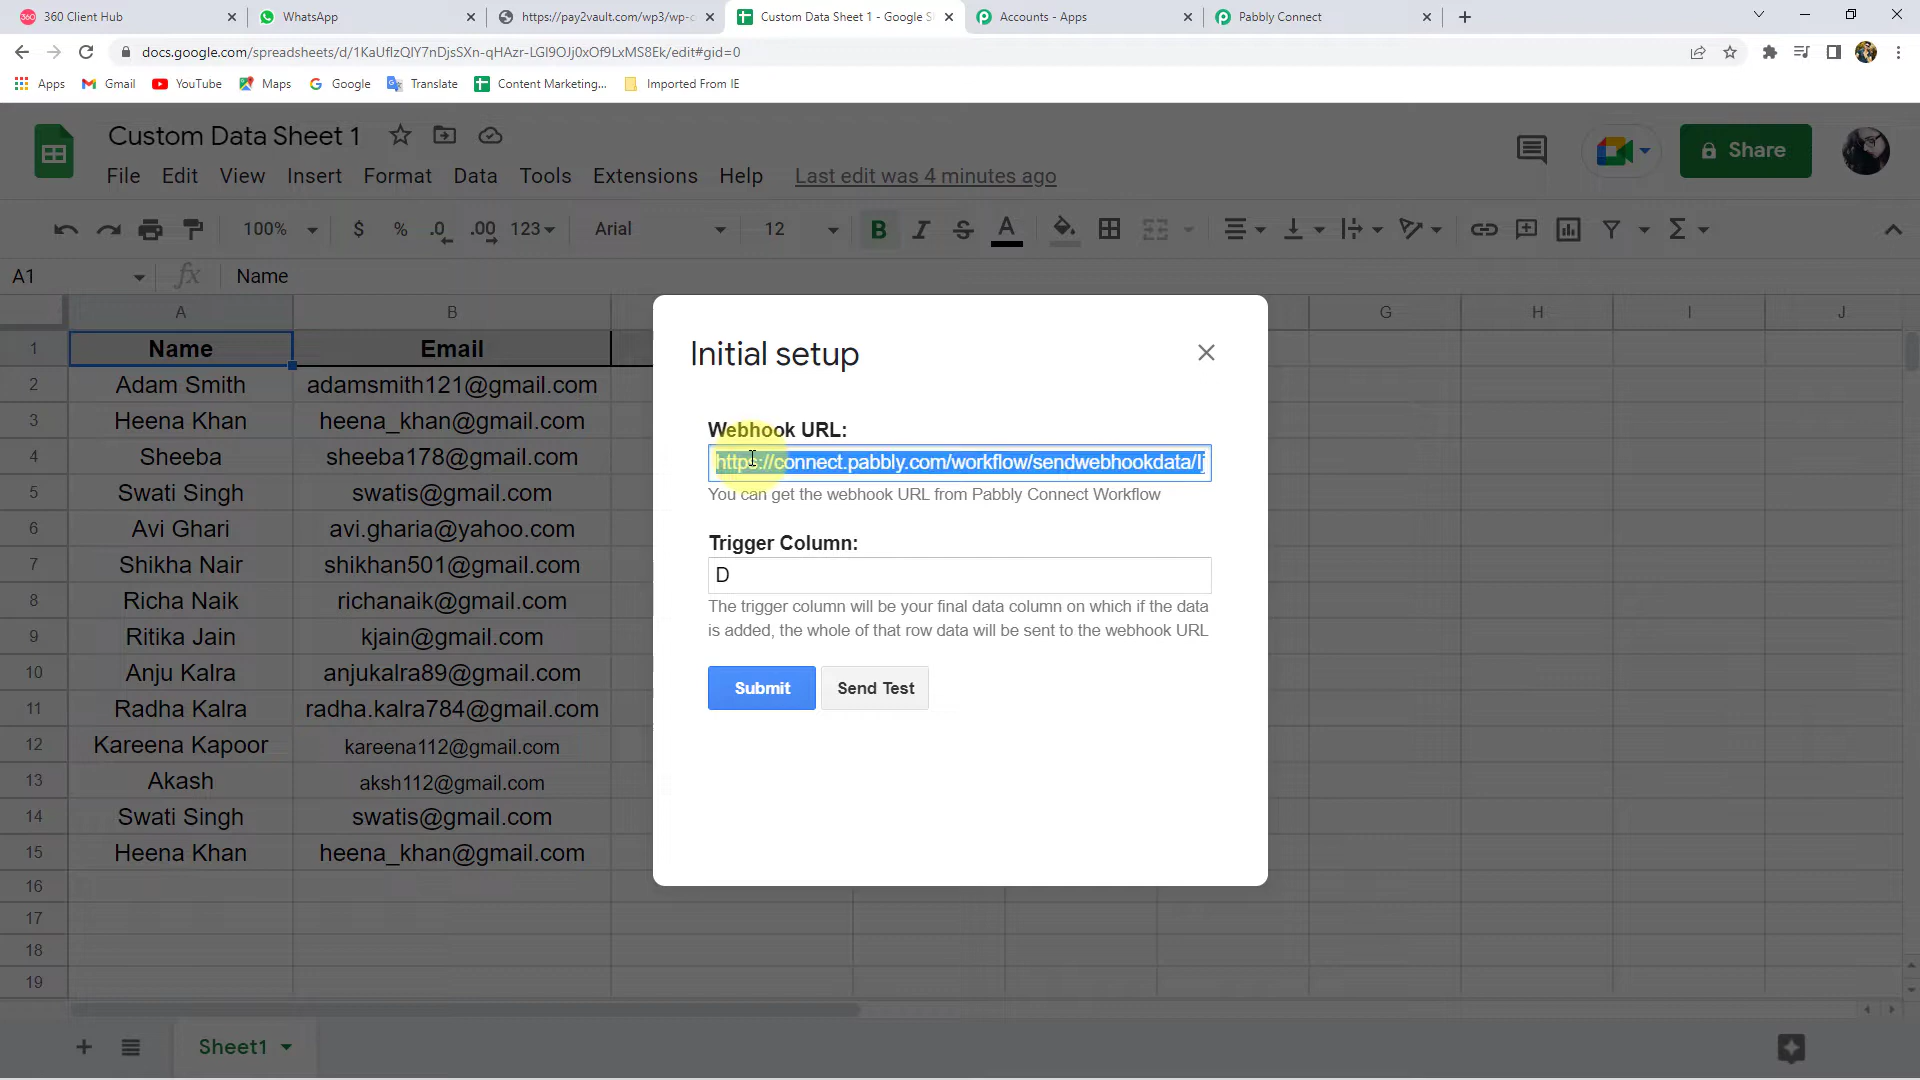 360 Client Hub
WhatsApp
https://pay2vault.com/wp3/wp-c
Custom Data Sheet 1 - Google S
Accounts - Apps
Pabbly Connect
docs.google.com/spreadsheets/d/1KaUflzQlY7nDjsSXn-qHAzr-LGI9OJj0xOf9LxMS8Ek/edit#gid=0
Apps
Gmail
YouTube
Maps
Google
Translate
Content Marketing...
Imported From IE
Custom Data Sheet 1
Share
File Edit View Insert Format Data Tools Extensions Help Last edit was 4 minutes ago
100% $ % .0 .00 123 Arial 12 B I S A
A1 fx Name
A B G H I J
1 Name Email
2 Adam Smith adamsmith121@gmail.com
3 Heena Khan heena_khan@gmail.com
4 Sheeba sheeba178@gmail.com
5 Swati Singh swatis@gmail.com
6 Avi Ghari avi.gharia@yahoo.com
7 Shikha Nair shikhan501@gmail.com
8 Richa Naik richanaik@gmail.com
9 Ritika Jain kjain@gmail.com
10 Anju Kalra anjukalra89@gmail.com
11 Radha Kalra radha.kalra784@gmail.com
12 Kareena Kapoor kareena112@gmail.com
13 Akash aksh112@gmail.com
14 Swati Singh swatis@gmail.com
15 Heena Khan heena_khan@gmail.com
16
17
18
19
Initial setup
Webhook URL:
https://connect.pabbly.com/workflow/sendwebhookdata/Ij
You can get the webhook URL from Pabbly Connect Workflow
Trigger Column:
D
The trigger column will be your final data column on which if the data
is added, the whole of that row data will be sent to the webhook URL
Submit
Send Test
Sheet1